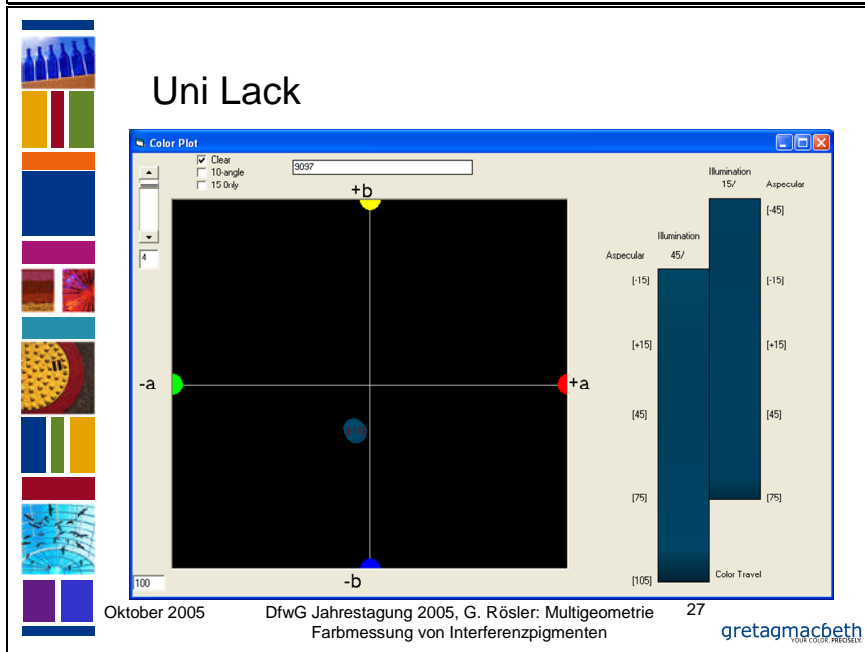 Uni Lack
Color Plot
Clear
10-angle
15 Only
9097
4
100
+b
-a
+a
-b
Illumination
15/
Aspecular
[-45]
[-15]
[+15]
[45]
[75]
Illumination
45/
Aspecular
[-15]
[+15]
[45]
[75]
[105]
Color Travel
Oktober 2005
DfwG Jahrestagung 2005, G. Rösler: Multigeometrie
Farbmessung von Interferenzpigmenten
27
gretagmacbeth
YOUR COLOR. PRECISELY.